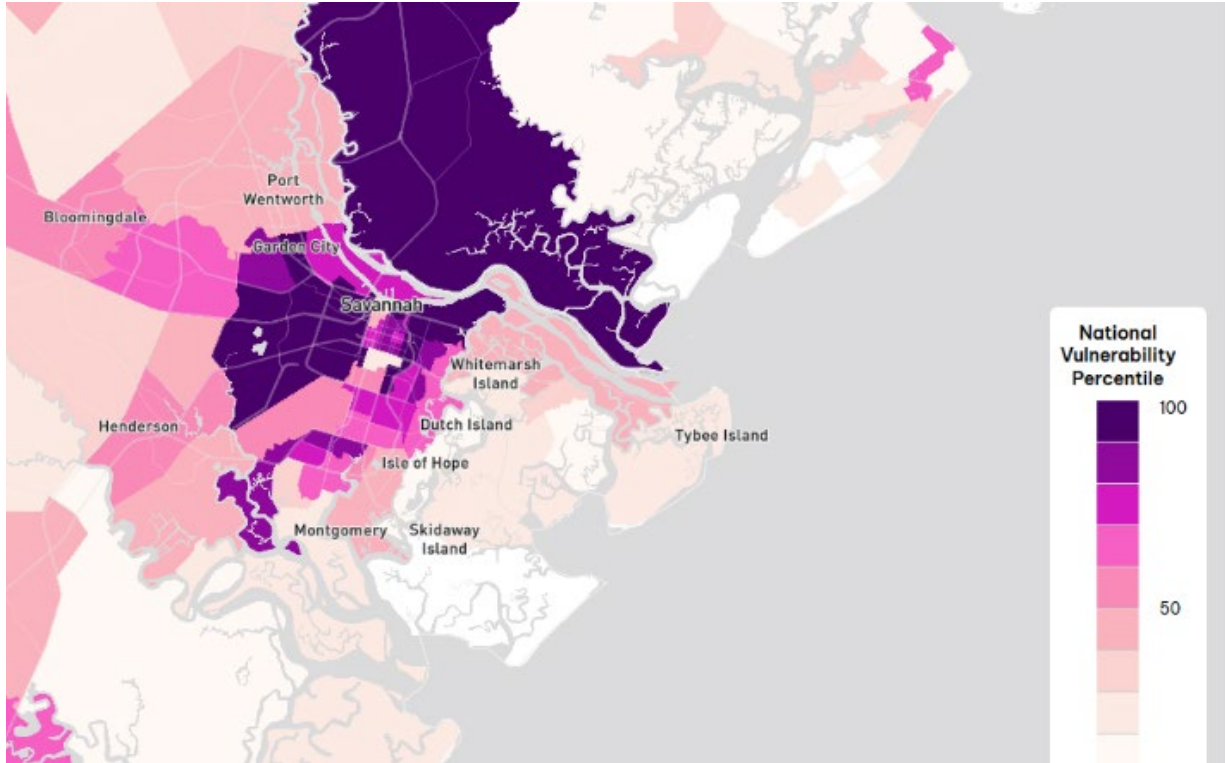 Port
Wentworth
Bloomingdale
Garden City
Savannah
Whitemarsh
Island
Henderson
Dutch Island
Tybee Island
Isle of Hope
Montgomery
Skidaway
Island
National
Vulnerability
Percentile
100
50